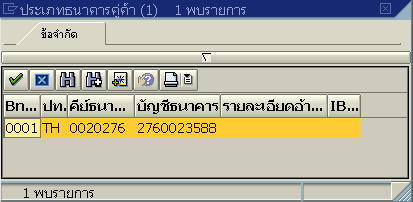 ประเภทธนาคารคู่ค้า (1) 1 พบรายการ
ข้อจำกัด
Bท... ปท. คีย์ธนา... บัญชีธนาคาร รายละเอียดอ้า... IB...
0001 TH 0020276 2760023588
1 พบรายการ